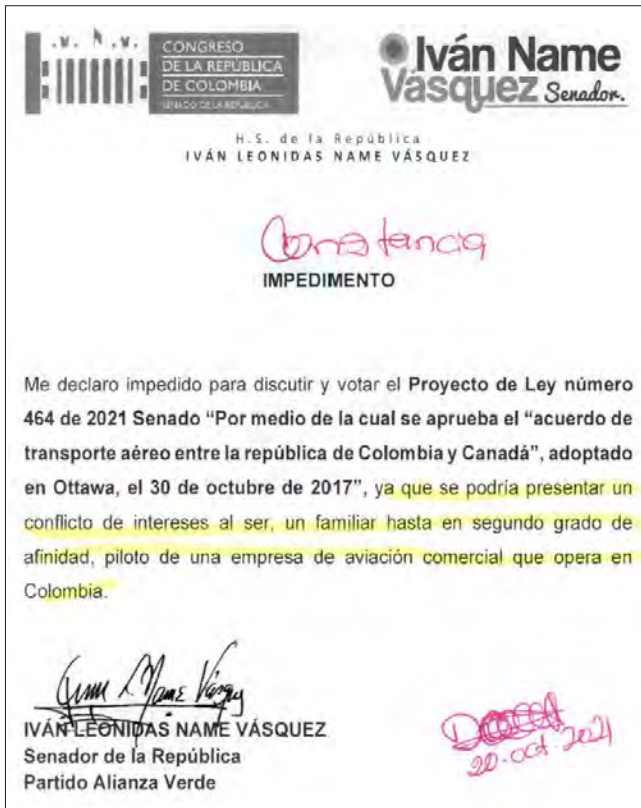 CONGRESO
DE LA REPÚBLICA
DE COLOMBIA
SENADO DE LA REPÚBLICA
Iván Name
Vásquez Senador.
H.S. de la República
IVÁN LEONIDAS NAME VÁSQUEZ
Constancia
IMPEDIMENTO
Me declaro impedido para discutir y votar el Proyecto de Ley número
464 de 2021 Senado “Por medio de la cual se aprueba el “acuerdo de
transporte aéreo entre la república de Colombia y Canadá”, adoptado
en Ottawa, el 30 de octubre de 2017”, ya que se podría presentar un
conflicto de intereses al ser, un familiar hasta en segundo grado de
afinidad, piloto de una empresa de aviación comercial que opera en
Colombia.
IVÁN LEONIDAS NAME VÁSQUEZ
Senador de la República
Partido Alianza Verde
20-oct-2021